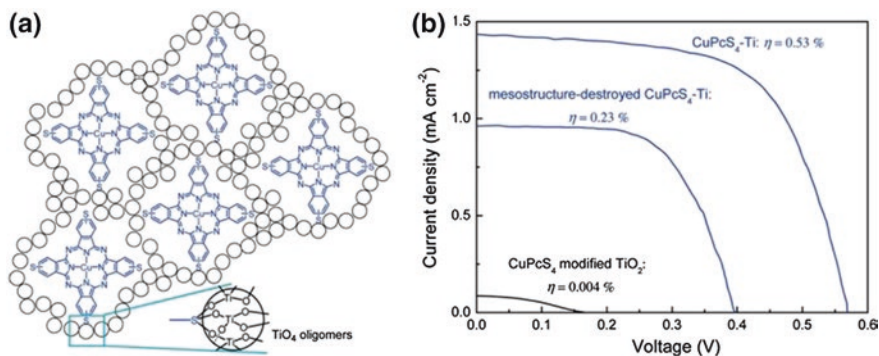 (a)
TiO₄ oligomers
(b)
Current density (mA cm⁻²)
1.5
1.0
0.5
0.0
CuPcS₄-Ti: η = 0.53 %
mesostructure-destroyed CuPcS₄-Ti:
η = 0.23 %
CuPcS₄ modified TiO₂:
η = 0.004 %
0.0 0.1 0.2 0.3 0.4 0.5 0.6
Voltage (V)